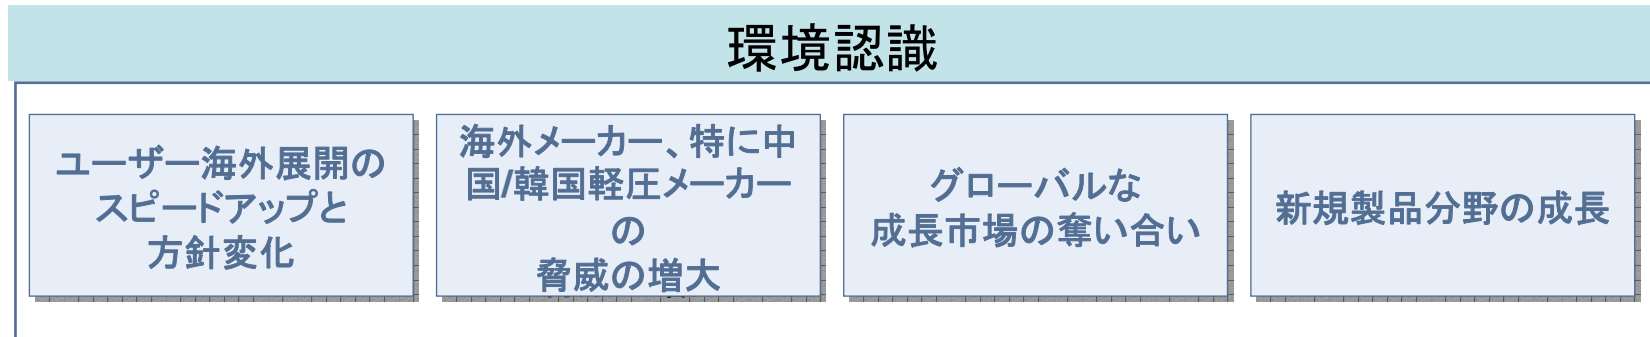 環境認識
ユーザー海外展開の
スピードアップと
方針変化
海外メーカー、特に中
国/韓国軽圧メーカー
の
脅威の増大
グローバルな
成長市場の奪い合い
新規製品分野の成長